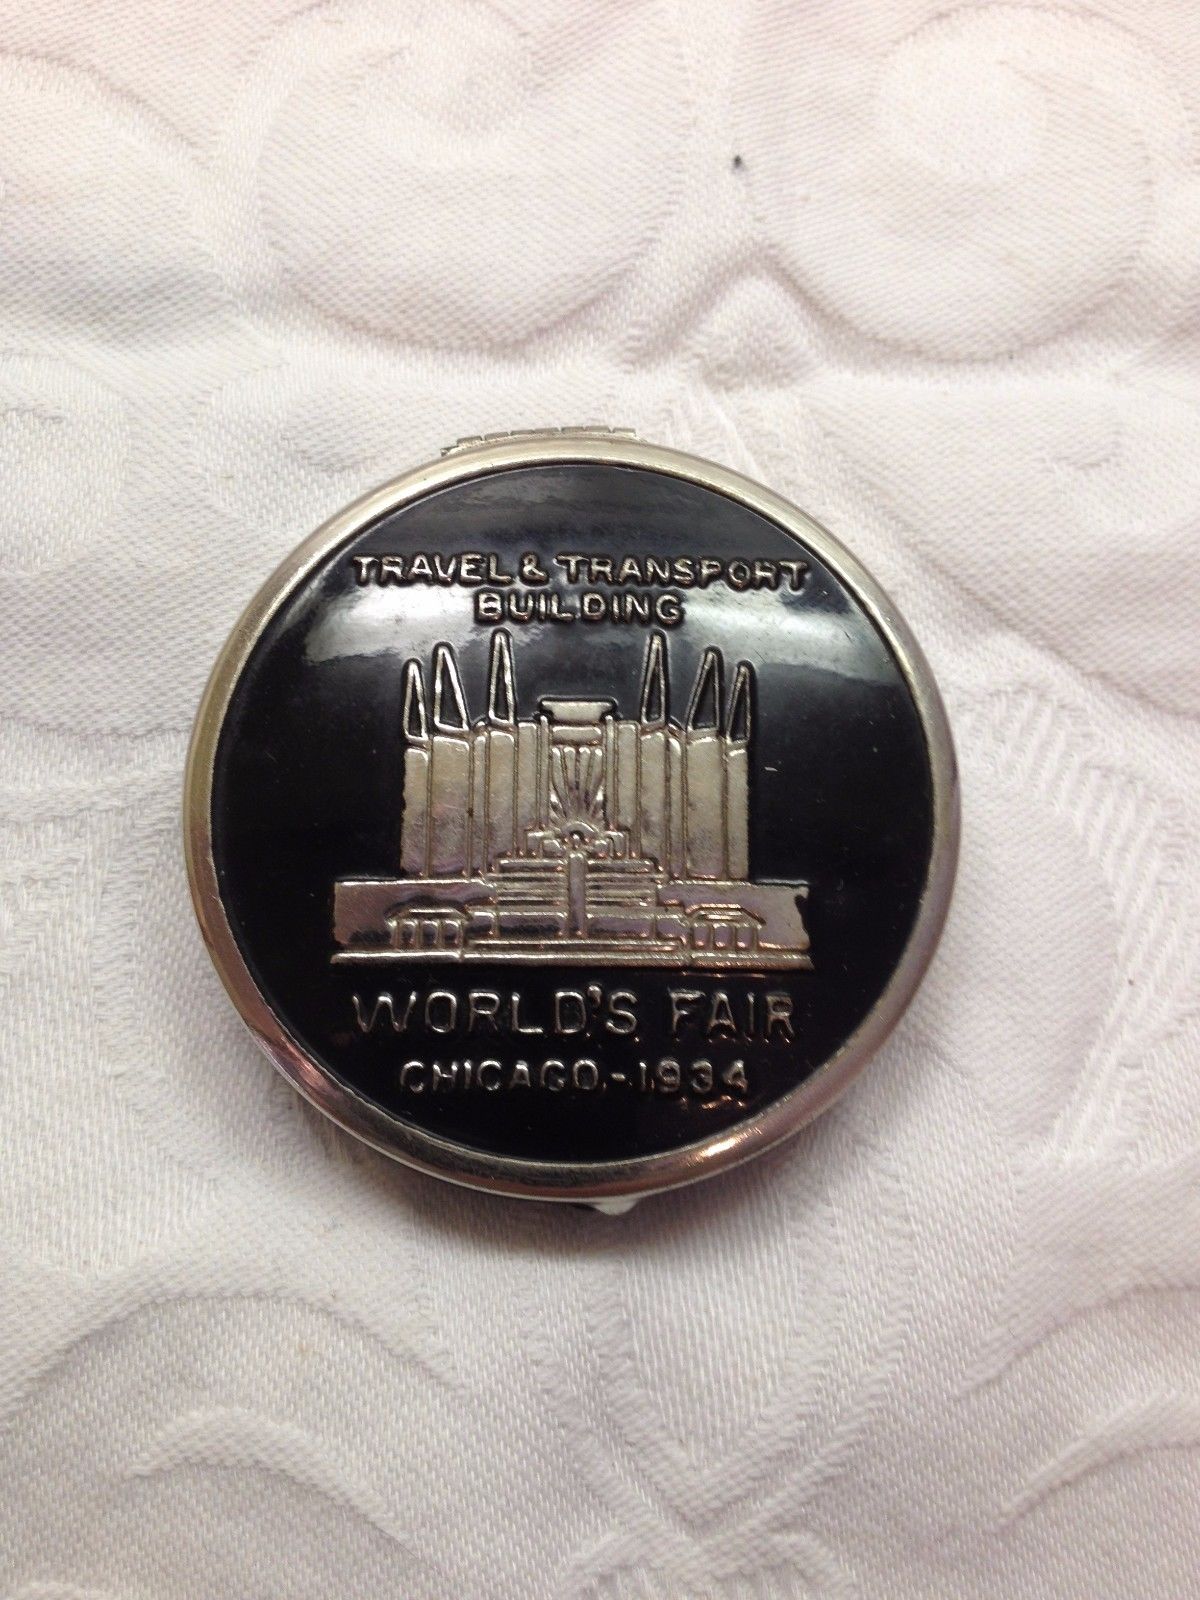 TRAVEL & TRANSPORT
BUILDING
WORLD'S FAIR
CHICAGO.-1934